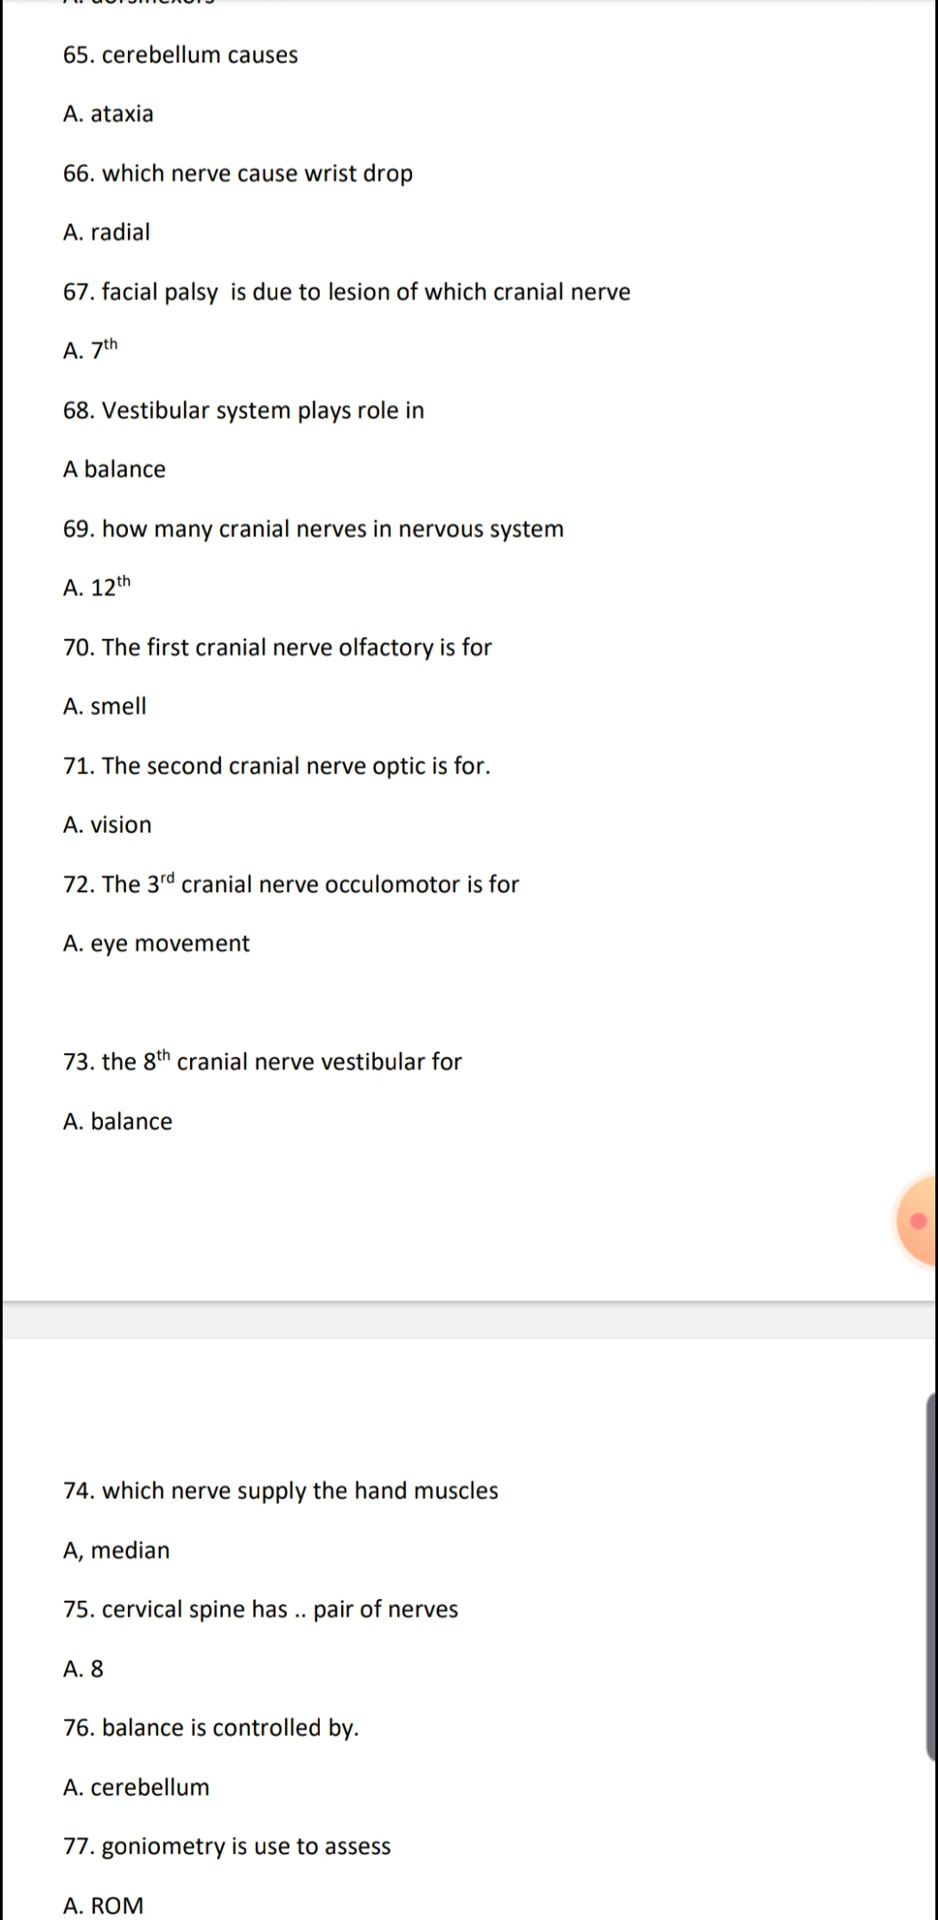 65. cerebellum causes
A. ataxia
66. which nerve cause wrist drop
A. radial
67. facial palsy  is due to lesion of which cranial nerve
A. 7th
68. Vestibular system plays role in
A balance
69. how many cranial nerves in nervous system
A. 12th
70. The first cranial nerve olfactory is for
A. smell
71. The second cranial nerve optic is for.
A. vision
72. The 3rd cranial nerve occulomotor is for
A. eye movement
73. the 8th cranial nerve vestibular for
A. balance
74. which nerve supply the hand muscles
A, median
75. cervical spine has .. pair of nerves
A. 8
76. balance is controlled by.
A. cerebellum
77. goniometry is use to assess
A. ROM